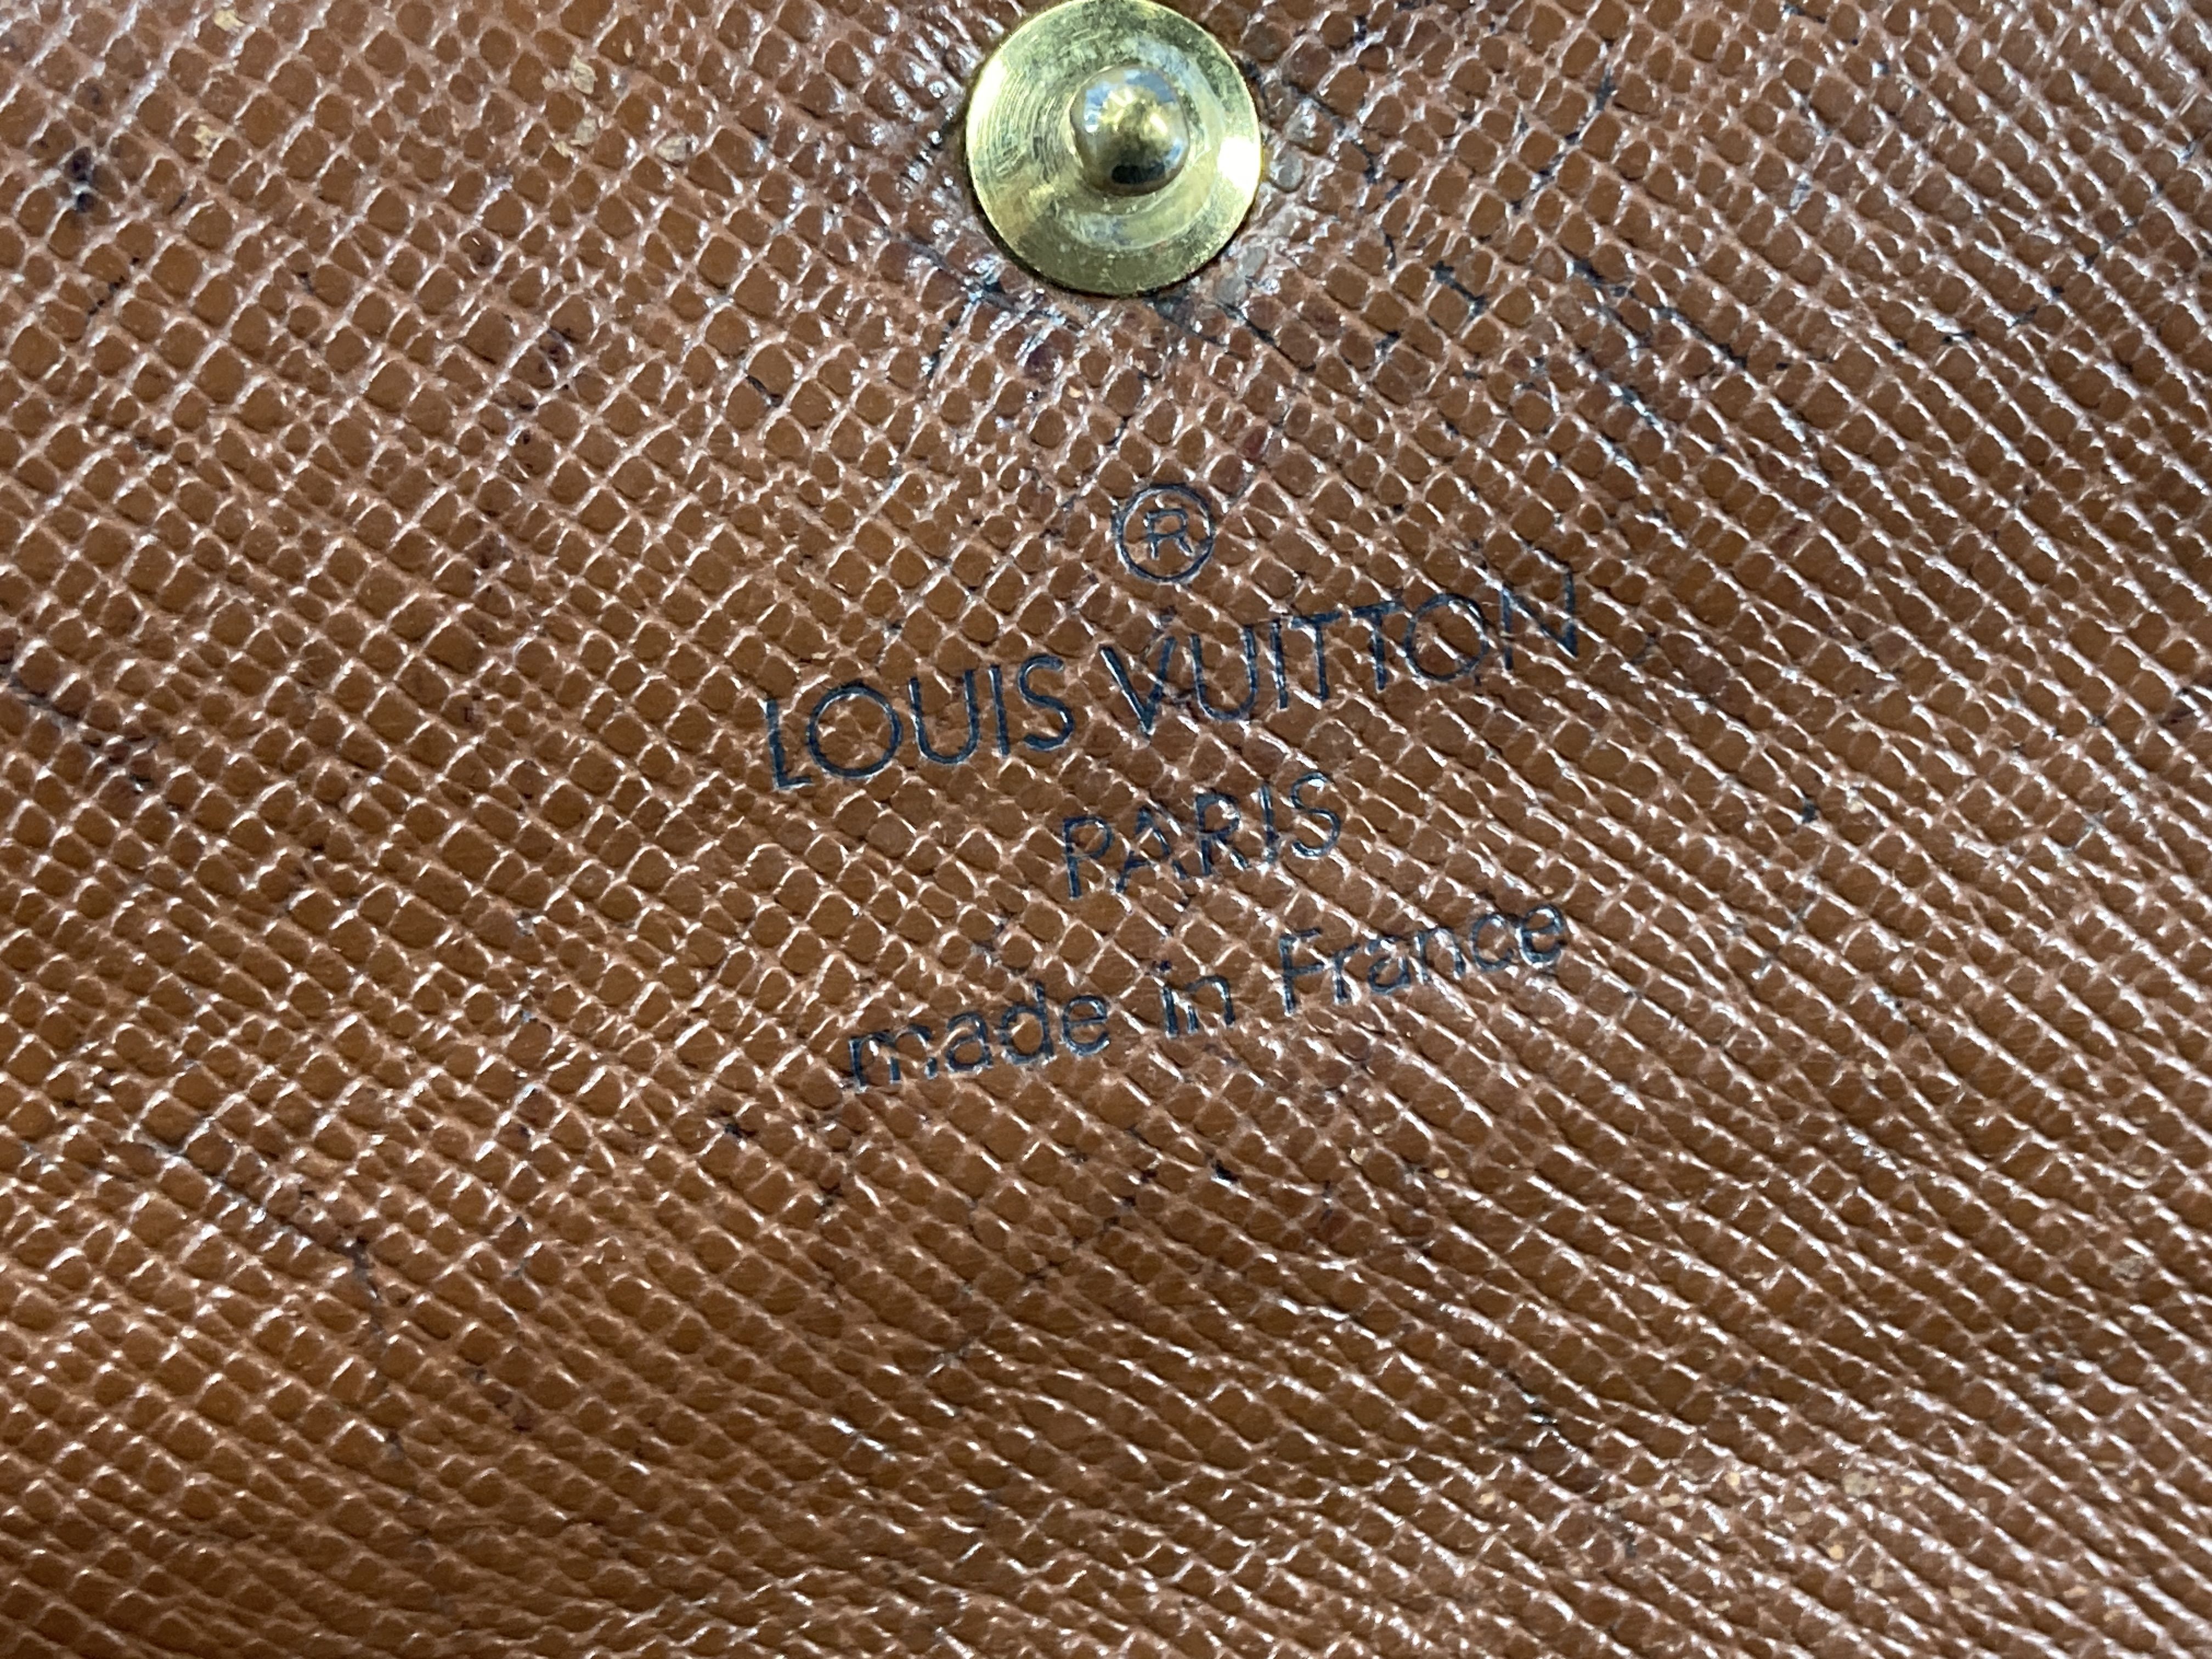 ®
LOUIS VUITTON
PARIS
made in France